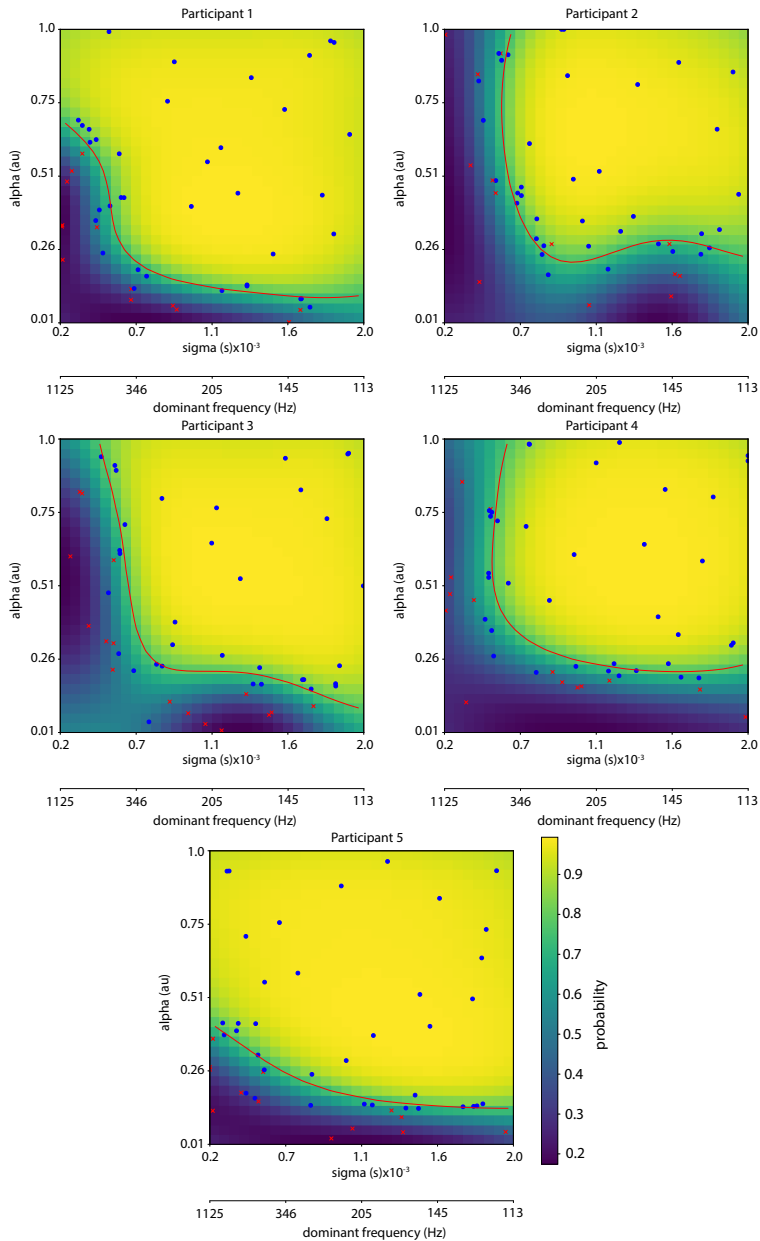 Participant 1
1.0
0.75
0.51
0.26
0.01
alpha (au)
0.2 0.7 1.1 1.6 2.0
sigma (s)x10⁻³
1125 346 205 145 113
dominant frequency (Hz)
Participant 2
1.0
0.75
0.51
0.26
0.01
alpha (au)
0.2 0.7 1.1 1.6 2.0
sigma (s)x10⁻³
1125 346 205 145 113
dominant frequency (Hz)
Participant 3
1.0
0.75
0.51
0.26
0.01
alpha (au)
0.2 0.7 1.1 1.6 2.0
sigma (s)x10⁻³
1125 346 205 145 113
dominant frequency (Hz)
Participant 4
1.0
0.75
0.51
0.26
0.01
alpha (au)
0.2 0.7 1.1 1.6 2.0
sigma (s)x10⁻³
1125 346 205 145 113
dominant frequency (Hz)
Participant 5
1.0
0.75
0.51
0.26
0.01
alpha (au)
0.2 0.7 1.1 1.6 2.0
sigma (s)x10⁻³
1125 346 205 145 113
dominant frequency (Hz)
0.9
0.8
0.7
0.6
0.5
0.4
0.3
0.2
probability